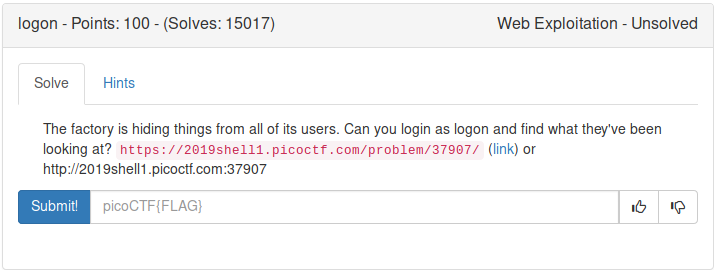 logon - Points: 100 - (Solves: 15017) Web Exploitation - Unsolved
Solve Hints
The factory is hiding things from all of its users. Can you login as logon and find what they've been
looking at? https://2019shell1.picoctf.com/problem/37907/ (link) or
http://2019shell1.picoctf.com:37907
Submit! picoCTF{FLAG}